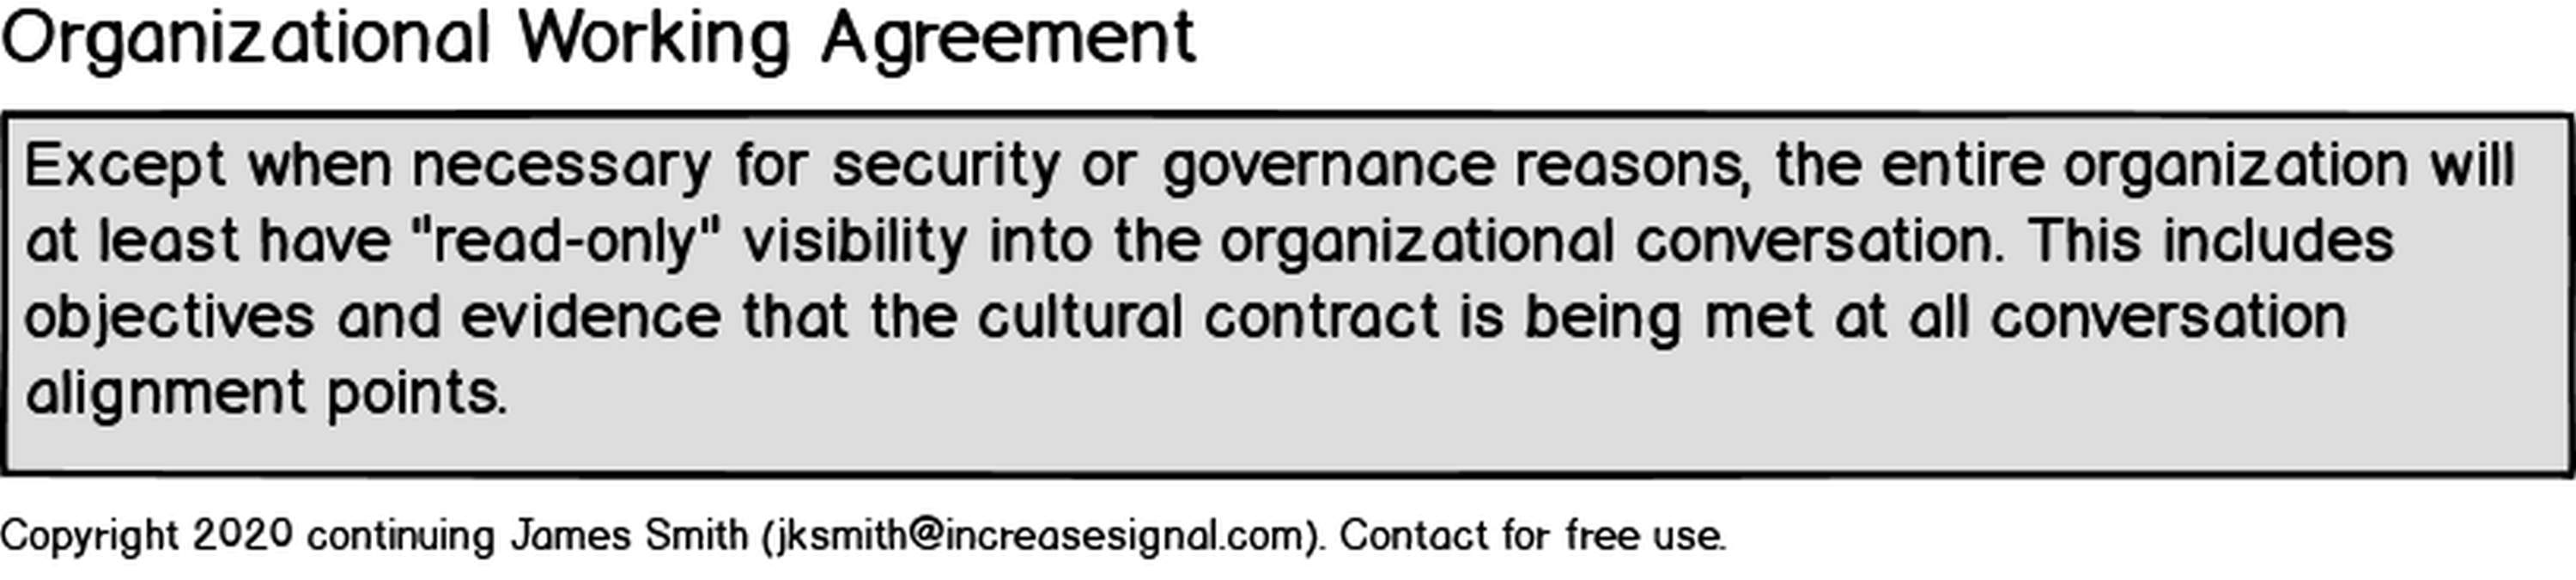 Organizational Working Agreement
Except when necessary for security or governance reasons, the entire organization will
at least have "read-only" visibility into the organizational conversation. This includes
objectives and evidence that the cultural contract is being met at all conversation
alignment points.
Copyright 2020 continuing James Smith (jksmith@increasesignal.com). Contact for free use.